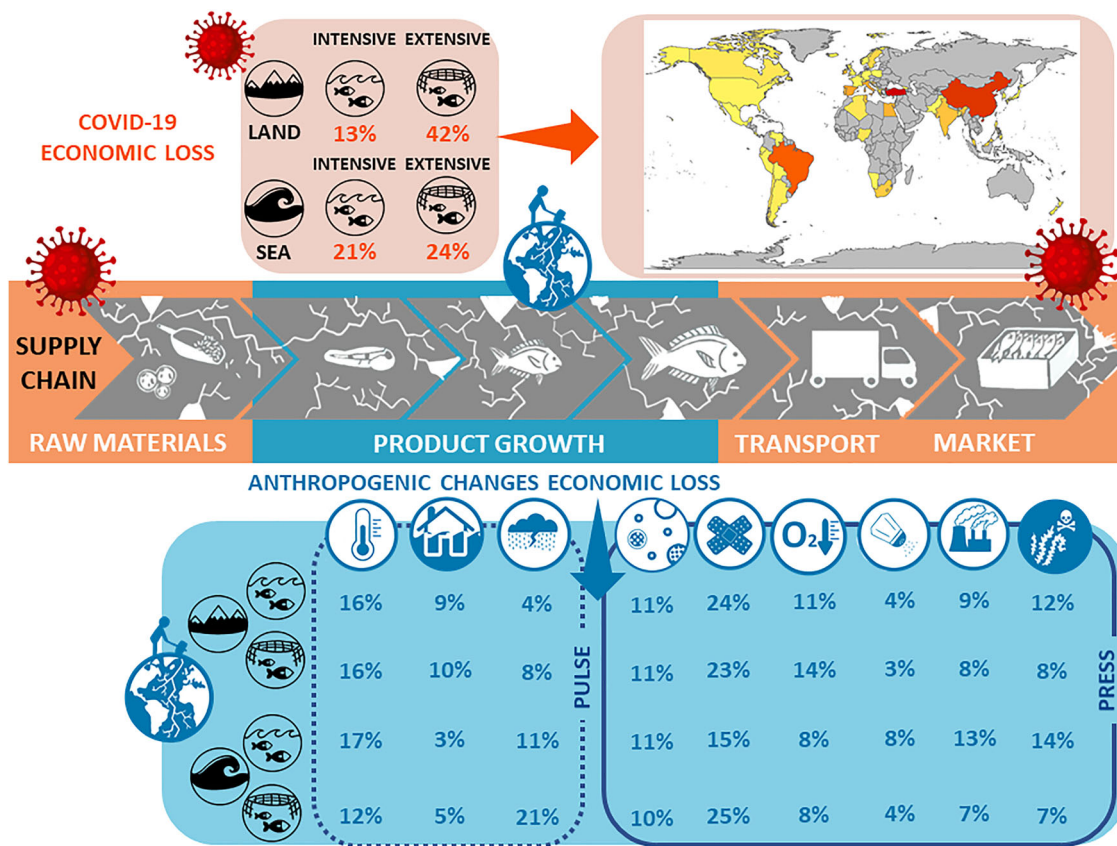 INTENSIVE EXTENSIVE
COVID-19
ECONOMIC LOSS
LAND 13% 42%
INTENSIVE EXTENSIVE
SEA 21% 24%
SUPPLY
CHAIN
RAW MATERIALS PRODUCT GROWTH TRANSPORT MARKET
ANTHROPOGENIC CHANGES ECONOMIC LOSS
O₂
16% 9% 4% 11% 24% 11% 4% 9% 12%
16% 10% 8% 11% 23% 14% 3% 8% 8%
PULSE
PRESS
17% 3% 11% 11% 15% 8% 8% 13% 14%
12% 5% 21% 10% 25% 8% 4% 7% 7%